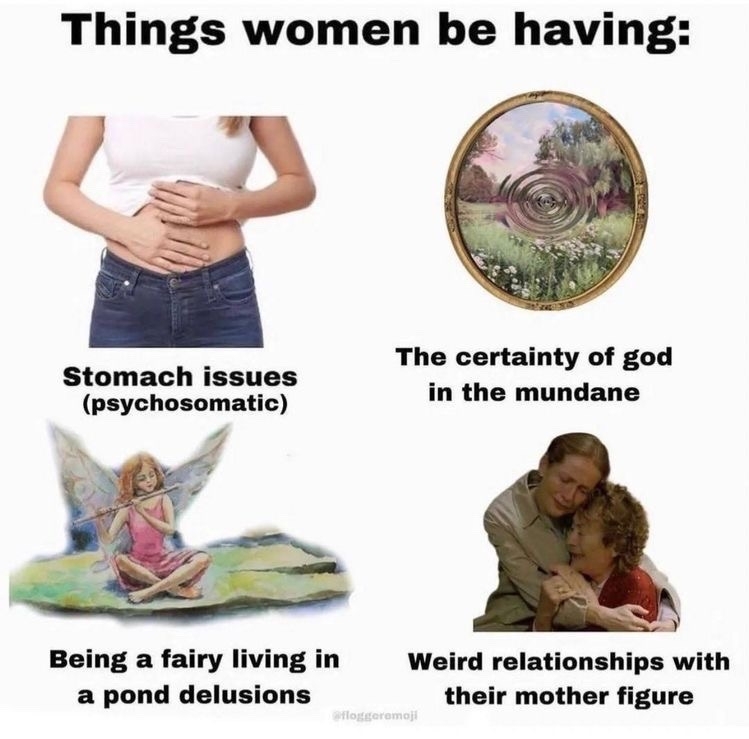 Things women be having:
Stomach issues
(psychosomatic)
The certainty of god
in the mundane
Being a fairy living in
a pond delusions
Weird relationships with
their mother figure
@floggeremoji